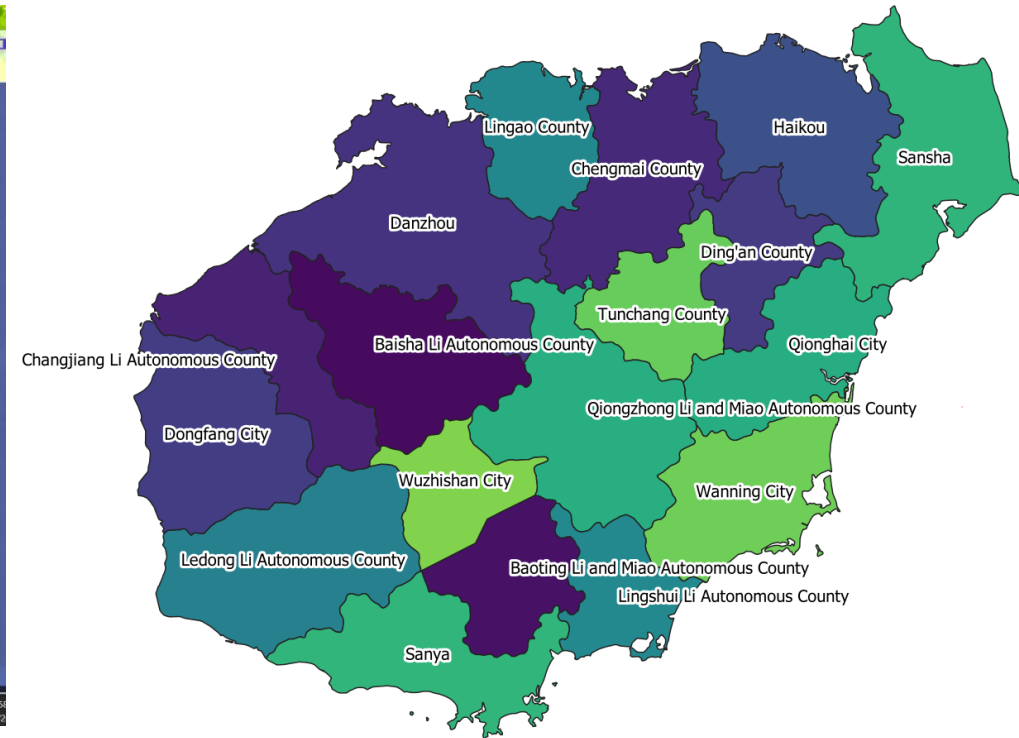 Lingao County
Haikou
Sansha
Chengmai County
Danzhou
Ding'an County
Tunchang County
Baisha Li Autonomous County
Qionghai City
Changjiang Li Autonomous County
Qiongzhong Li and Miao Autonomous County
Dongfang City
Wuzhishan City
Wanning City
Ledong Li Autonomous County
Baoting Li and Miao Autonomous County
Lingshui Li Autonomous County
Sanya